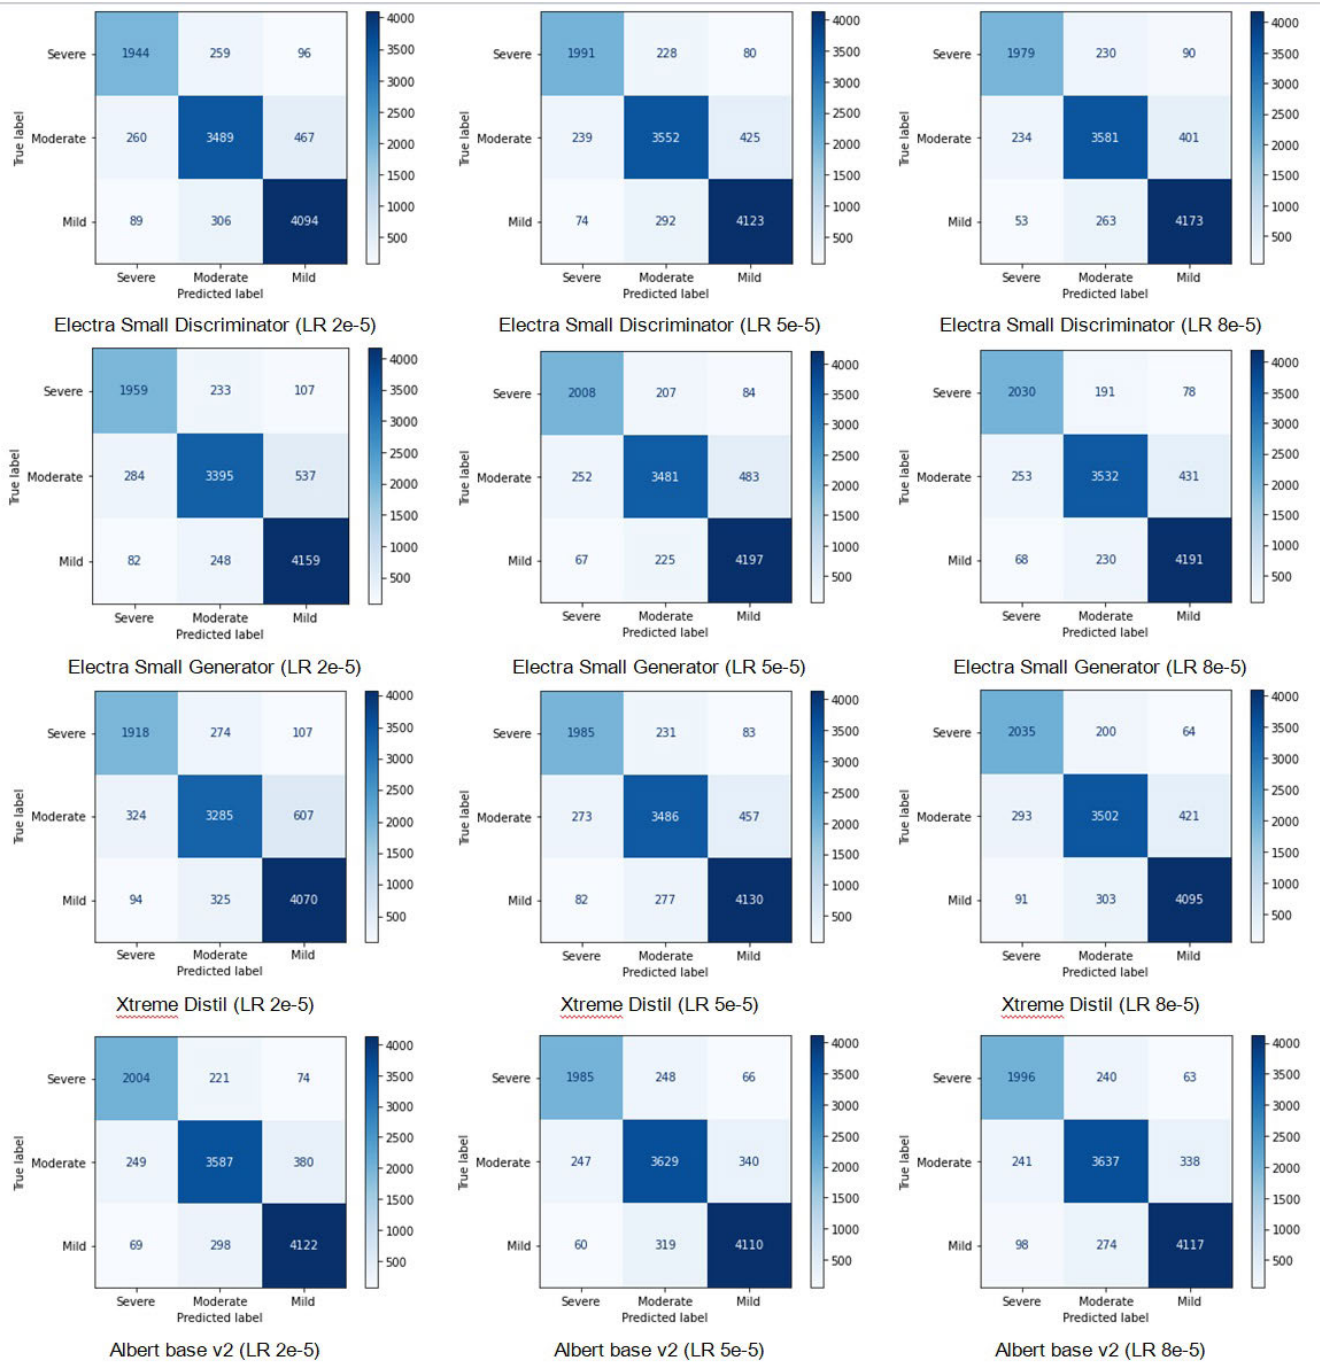 4000
3500
3000
2500
2000
1500
1000
500
Severe 1944 259 96
Moderate 260 3489 467
Mild 89 306 4094
True label
Severe Moderate Mild
Predicted label
Electra Small Discriminator (LR 2e-5)
4000
3500
3000
2500
2000
1500
1000
500
Severe 1991 228 80
Moderate 239 3552 425
Mild 74 292 4123
True label
Severe Moderate Mild
Predicted label
Electra Small Discriminator (LR 5e-5)
4000
3500
3000
2500
2000
1500
1000
500
Severe 1979 230 90
Moderate 234 3581 401
Mild 53 263 4173
True label
Severe Moderate Mild
Predicted label
Electra Small Discriminator (LR 8e-5)
4000
3500
3000
2500
2000
1500
1000
500
Severe 1959 233 107
Moderate 284 3395 537
Mild 82 248 4159
True label
Severe Moderate Mild
Predicted label
Electra Small Generator (LR 2e-5)
4000
3500
3000
2500
2000
1500
1000
500
Severe 2008 207 84
Moderate 252 3481 483
Mild 67 225 4197
True label
Severe Moderate Mild
Predicted label
Electra Small Generator (LR 5e-5)
4000
3500
3000
2500
2000
1500
1000
500
Severe 2030 191 78
Moderate 253 3532 431
Mild 68 230 4191
True label
Severe Moderate Mild
Predicted label
Electra Small Generator (LR 8e-5)
4000
3500
3000
2500
2000
1500
1000
500
Severe 1918 274 107
Moderate 324 3285 607
Mild 94 325 4070
True label
Severe Moderate Mild
Predicted label
Xtreme Distil (LR 2e-5)
4000
3500
3000
2500
2000
1500
1000
500
Severe 1985 231 83
Moderate 273 3486 457
Mild 82 277 4130
True label
Severe Moderate Mild
Predicted label
Xtreme Distil (LR 5e-5)
4000
3500
3000
2500
2000
1500
1000
500
Severe 2035 200 64
Moderate 293 3502 421
Mild 91 303 4095
True label
Severe Moderate Mild
Predicted label
Xtreme Distil (LR 8e-5)
4000
3500
3000
2500
2000
1500
1000
500
Severe 2004 221 74
Moderate 249 3587 380
Mild 69 298 4122
True label
Severe Moderate Mild
Predicted label
Albert base v2 (LR 2e-5)
4000
3500
3000
2500
2000
1500
1000
500
Severe 1985 248 66
Moderate 247 3629 340
Mild 60 319 4110
True label
Severe Moderate Mild
Predicted label
Albert base v2 (LR 5e-5)
4000
3500
3000
2500
2000
1500
1000
500
Severe 1996 240 63
Moderate 241 3637 338
Mild 98 274 4117
True label
Severe Moderate Mild
Predicted label
Albert base v2 (LR 8e-5)